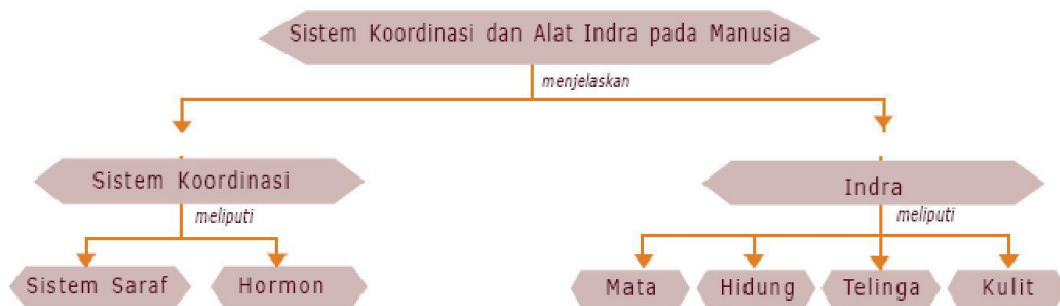 Sistem Koordinasi dan Alat Indra pada Manusia
menjelaskan
Sistem Koordinasi
Indra
meliputi
meliputi
Sistem Saraf
Hormon
Mata
Hidung
Telinga
Kulit